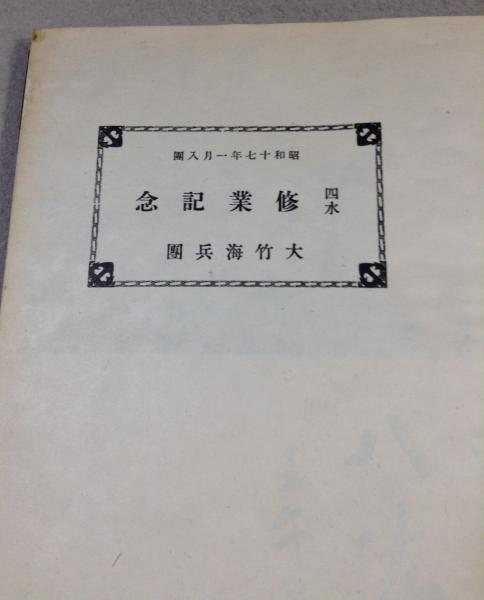 昭和十七年一月入團
四水 修業記念
大竹海兵團